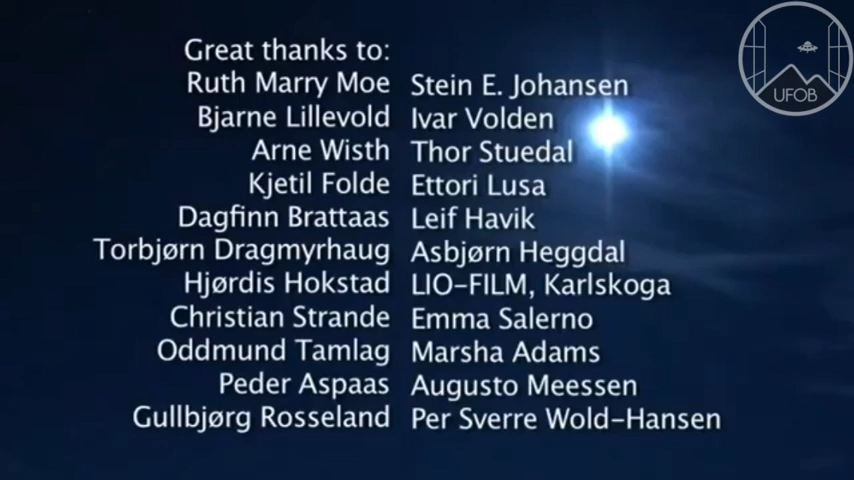 Great thanks to:
Ruth Marry Moe Stein E. Johansen
Bjarne Lillevold Ivar Volden
Arne Wisth Thor Stuedal
Kjetil Folde Ettori Lusa
Dagfinn Brattaas Leif Havik
Torbjørn Dragmyrhaug Asbjørn Heggdal
Hjørdis Hokstad LIO-FILM, Karlskoga
Christian Strande Emma Salerno
Oddmund Tamlag Marsha Adams
Peder Aspaas Augusto Meessen
Gullbjørg Rosseland Per Sverre Wold-Hansen
UFOB